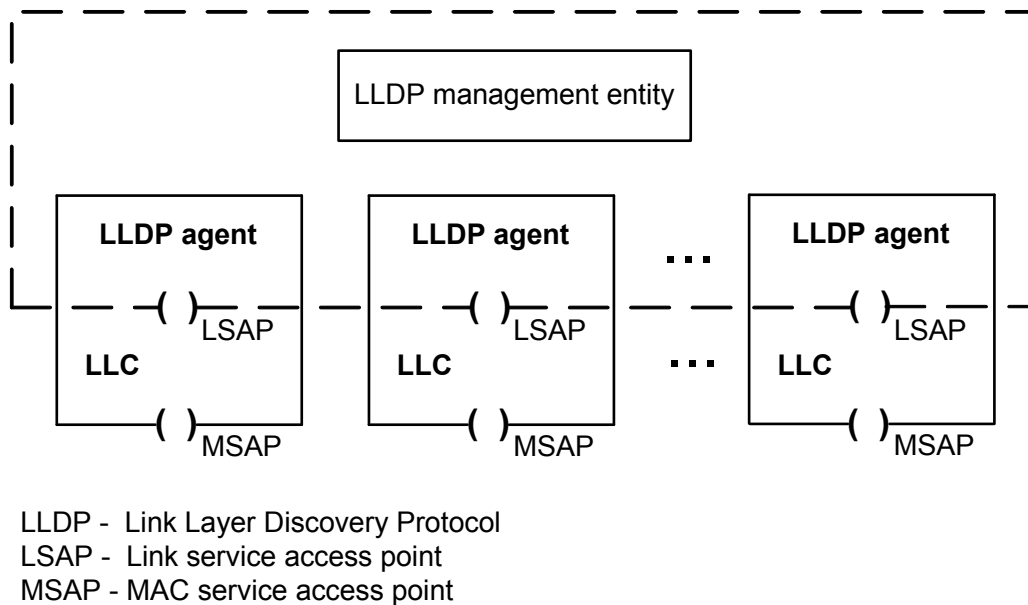 LLDP management entity
LLDP agent LLDP agent ... LLDP agent
LSAP LSAP LSAP
LLC LLC ... LLC
MSAP MSAP MSAP
LLDP - Link Layer Discovery Protocol
LSAP - Link service access point
MSAP - MAC service access point